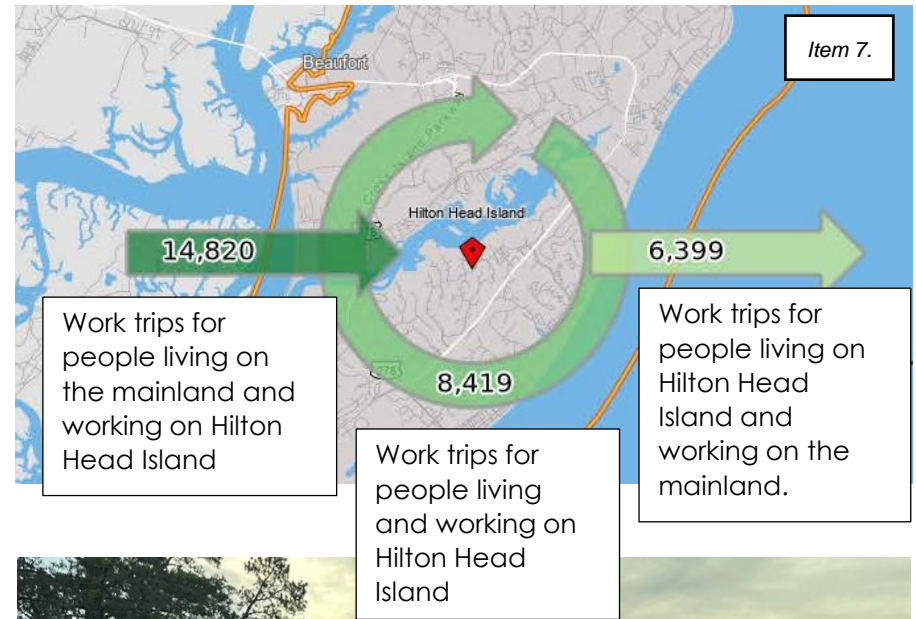 Item 7.
Beaufort
Hilton Head Island
14,820
6,399
8,419
278
Work trips for
people living on
the mainland and
working on Hilton
Head Island
Work trips for
people living
and working on
Hilton Head
Island
Work trips for
people living on
Hilton Head
Island and
working on the
mainland.